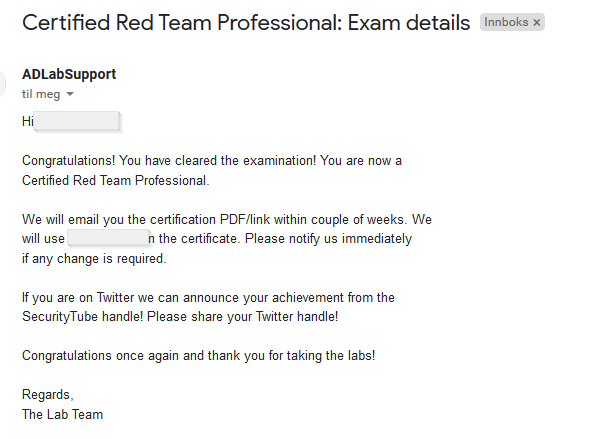 Certified Red Team Professional: Exam details Innboks ×
ADLabSupport
til meg
Hi
Congratulations! You have cleared the examination! You are now a
Certified Red Team Professional.
We will email you the certification PDF/link within couple of weeks. We
will use n the certificate. Please notify us immediately
if any change is required.
If you are on Twitter we can announce your achievement from the
SecurityTube handle! Please share your Twitter handle!
Congratulations once again and thank you for taking the labs!
Regards,
The Lab Team